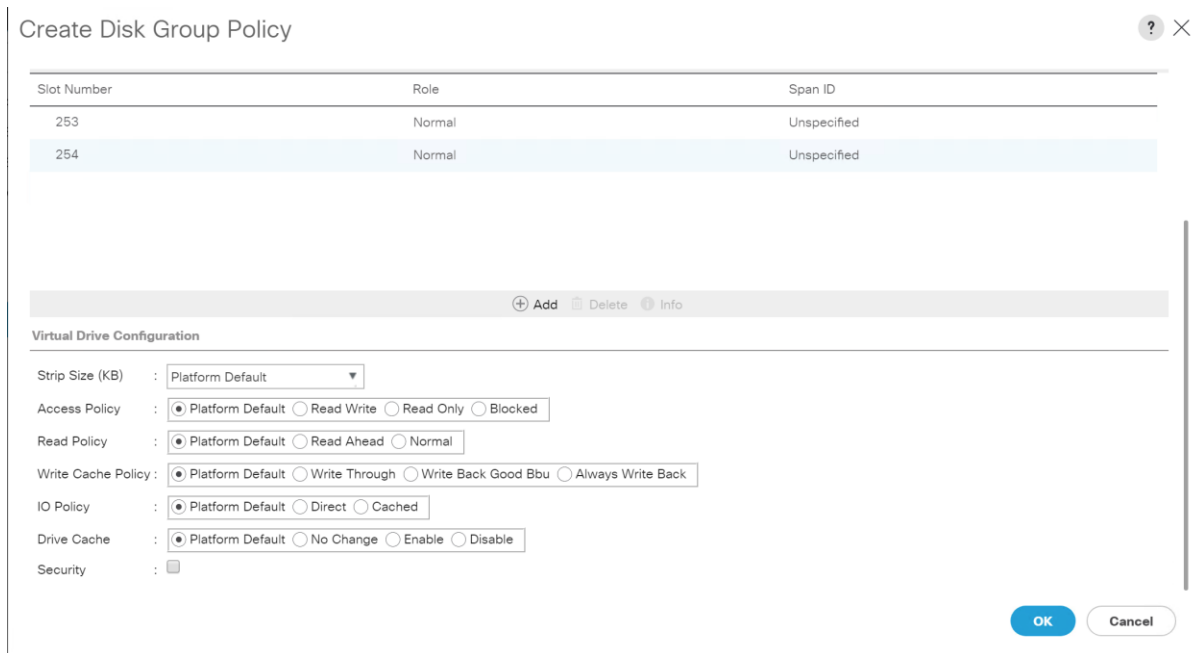 Create Disk Group Policy ?
Slot Number Role Span ID
253 Normal Unspecified
254 Normal Unspecified
Add Delete Info
Virtual Drive Configuration
Strip Size (KB) : Platform Default
Access Policy : Platform Default Read Write Read Only Blocked
Read Policy : Platform Default Read Ahead Normal
Write Cache Policy : Platform Default Write Through Write Back Good Bbu Always Write Back
IO Policy : Platform Default Direct Cached
Drive Cache : Platform Default No Change Enable Disable
Security :
OK Cancel